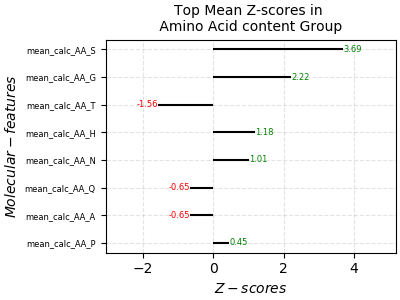 Top Mean Z-scores in
Amino Acid content Group
Molecular-features
mean_calc_AA_S 3.69
mean_calc_AA_G 2.22
mean_calc_AA_T -1.56
mean_calc_AA_H 1.18
mean_calc_AA_N 1.01
mean_calc_AA_Q -0.65
mean_calc_AA_A -0.65
mean_calc_AA_P 0.45
−2 0 2 4
Z − scores